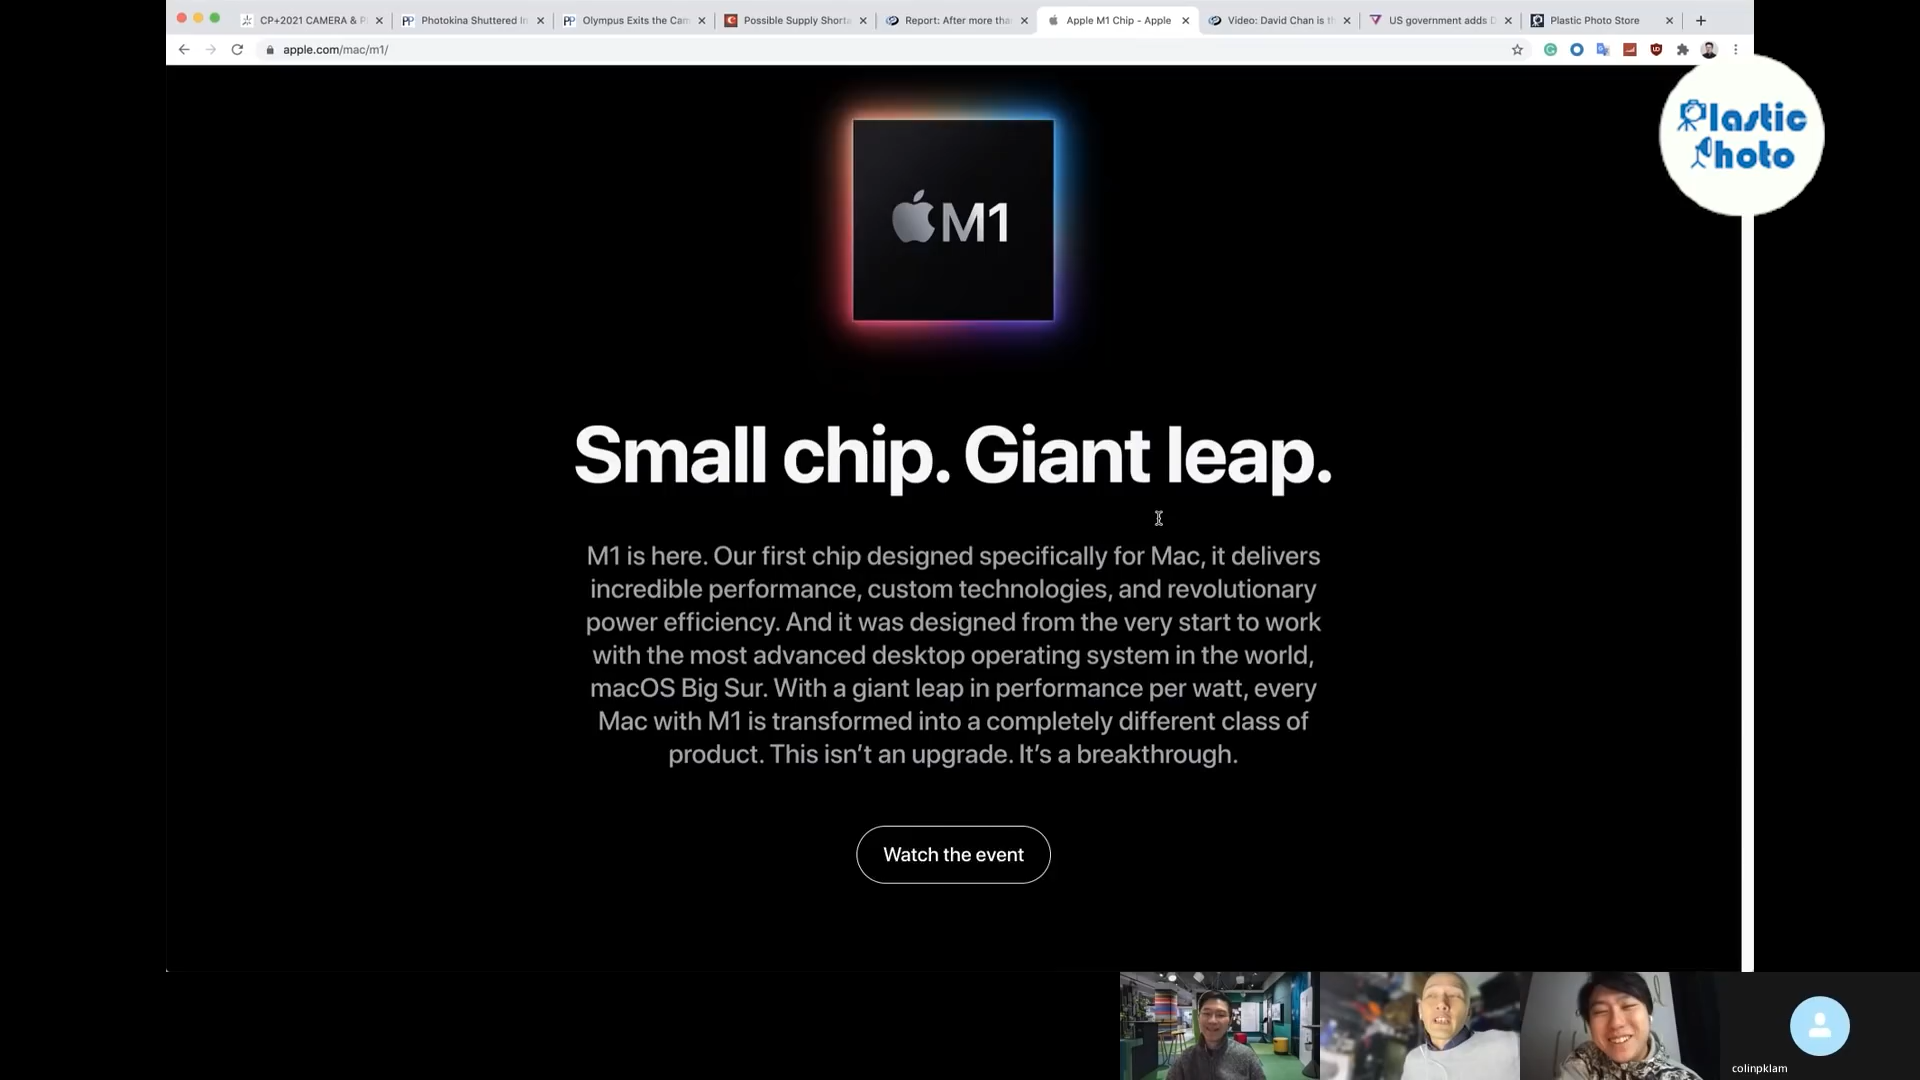 CP+2021 CAMERA & P
Photokina Shuttered In
Olympus Exits the Cam
Possible Supply Shorta
Report: After more tha
Apple M1 Chip - Apple
Video: David Chan is th
US government adds D
Plastic Photo Store
apple.com/mac/m1/
Plastic
Photo
M1
Small chip. Giant leap.
M1 is here. Our first chip designed specifically for Mac, it delivers
incredible performance, custom technologies, and revolutionary
power efficiency. And it was designed from the very start to work
with the most advanced desktop operating system in the world,
macOS Big Sur. With a giant leap in performance per watt, every
Mac with M1 is transformed into a completely different class of
product. This isn’t an upgrade. It’s a breakthrough.
Watch the event
colinpklam